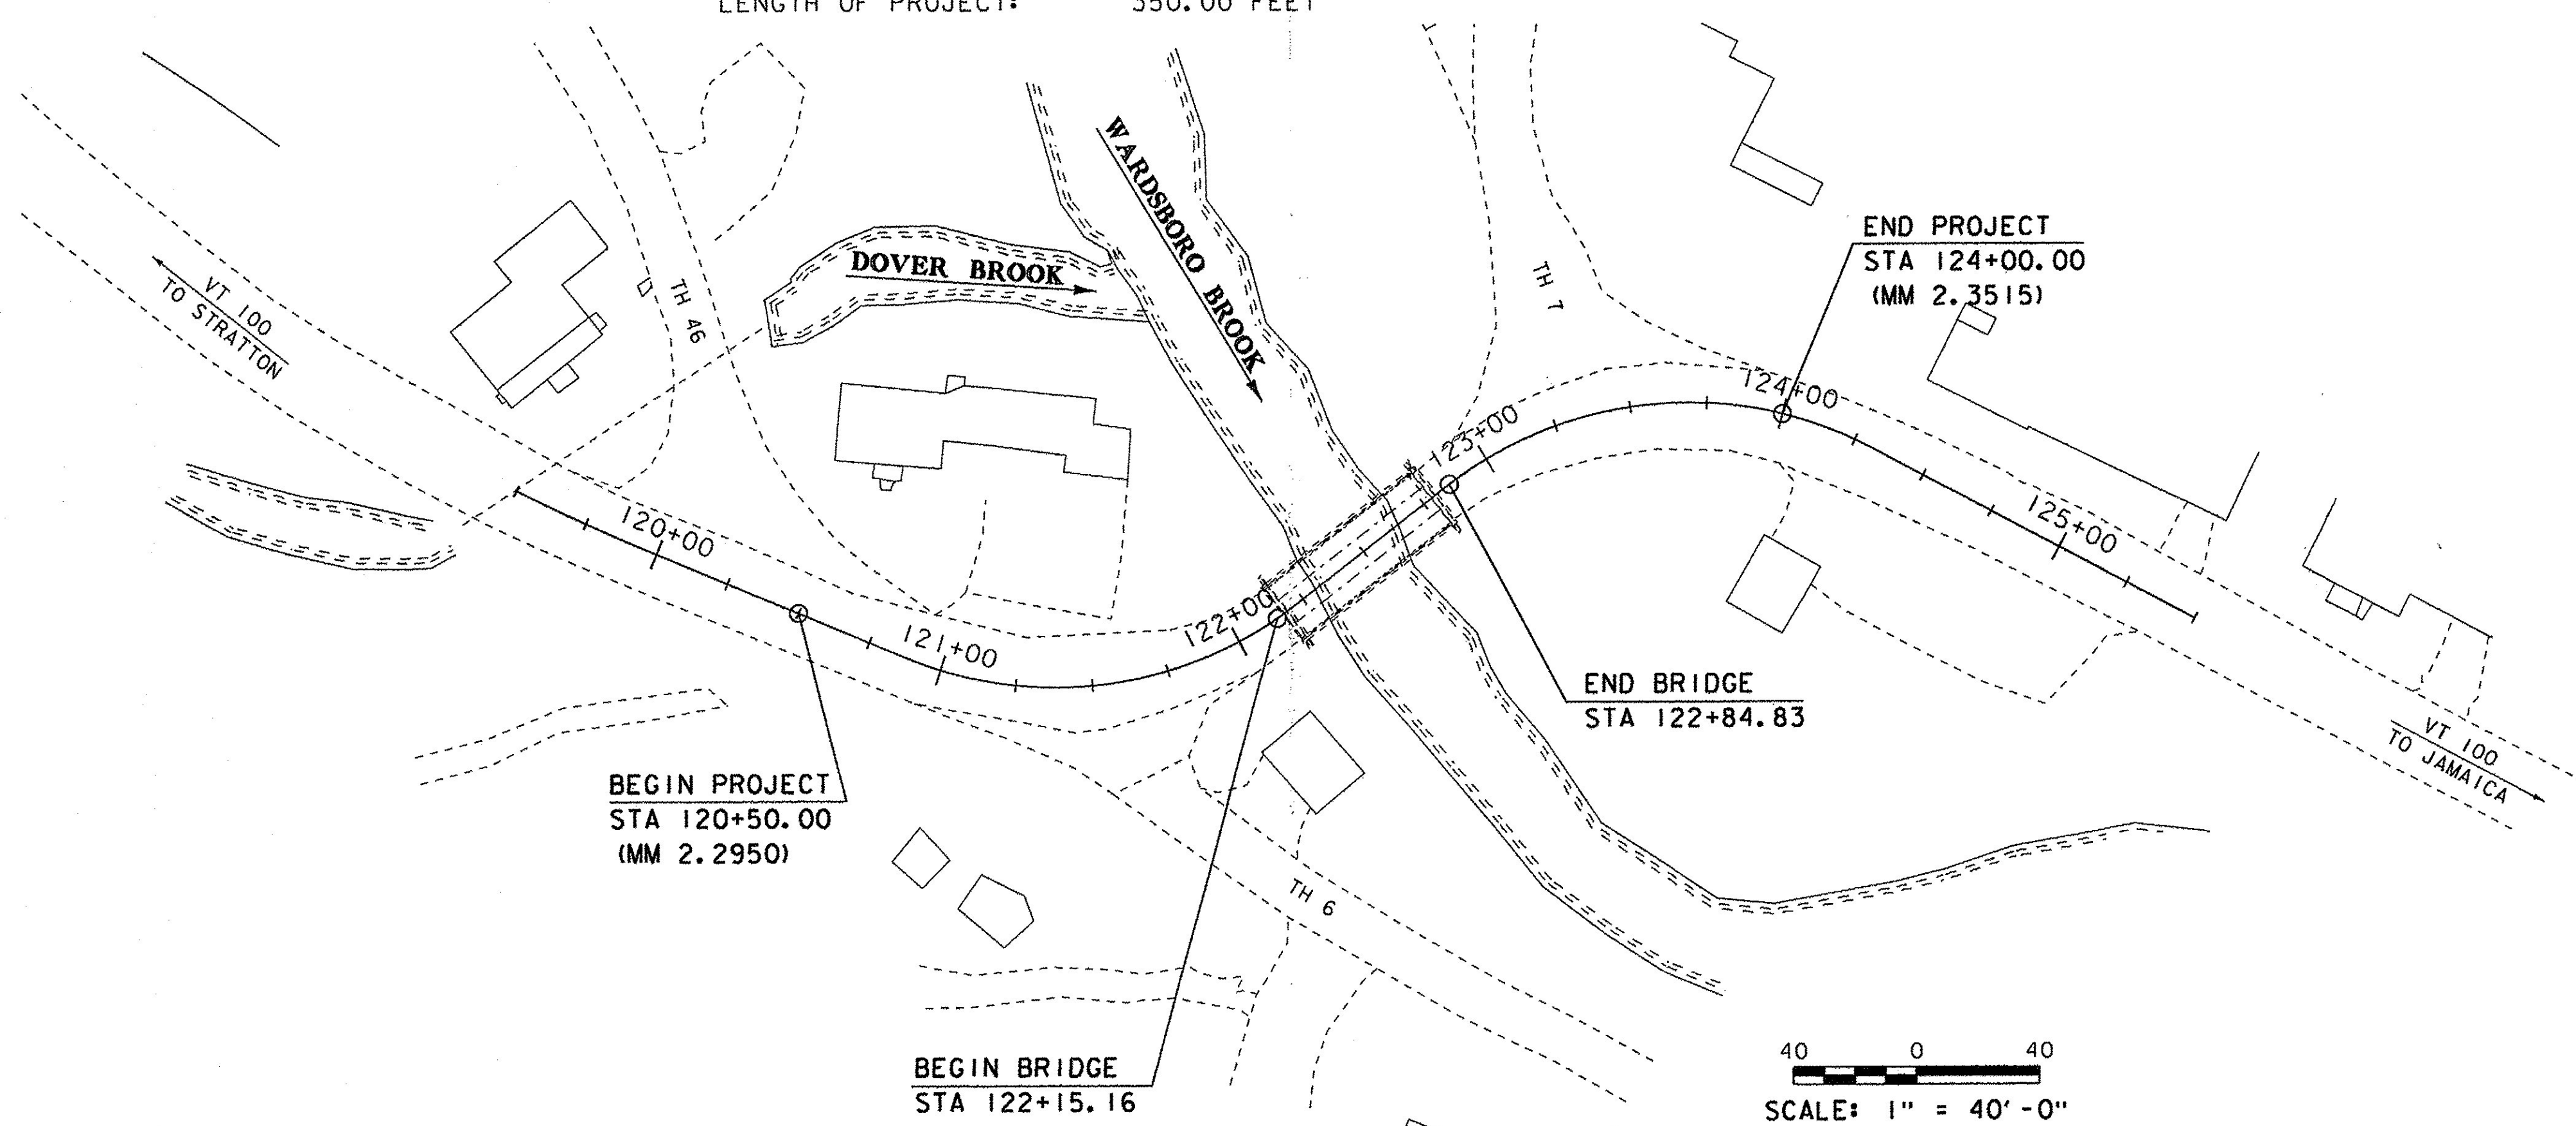 LENGTH OF PROJECT: 350.00 FEET
WARDSBORO BROOK
DOVER BROOK
END PROJECT
STA 124+00.00
(MM 2.3515)
VT 100
TO STRATTON
TH 46
TH 7
124+00
123+00
120+00
125+00
122+00
121+00
END BRIDGE
STA 122+84.83
VT 100
TO JAMAICA
BEGIN PROJECT
STA 120+50.00
(MM 2.2950)
TH 6
BEGIN BRIDGE
STA 122+15.16
40 0 40
SCALE: 1" = 40'-0"